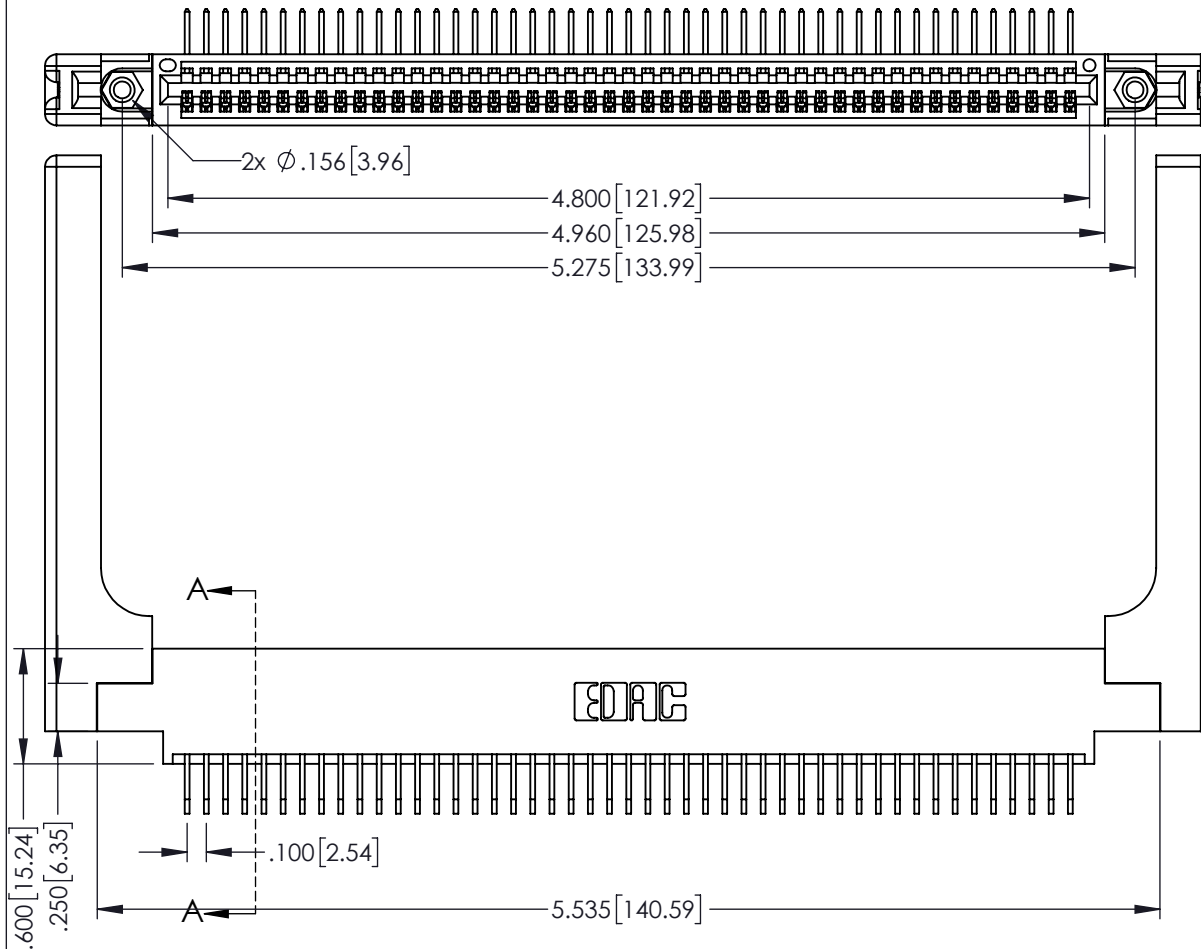 2x ∅ .156[3.96]
4.800[121.92]
4.960[125.98]
5.275[133.99]
A
EDAC
.600[15.24]
.250[6.35]
.100[2.54]
A
5.535[140.59]